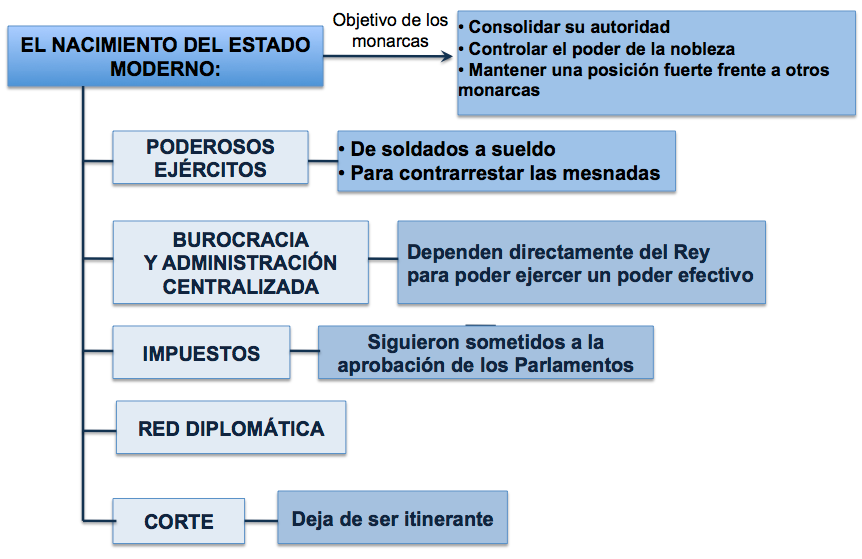 EL NACIMIENTO DEL ESTADO
MODERNO:
Objetivo de los
monarcas
• Consolidar su autoridad
• Controlar el poder de la nobleza
• Mantener una posición fuerte frente a otros
monarcas
PODEROSOS
EJÉRCITOS
• De soldados a sueldo
• Para contrarrestar las mesnadas
BUROCRACIA
Y ADMINISTRACIÓN
CENTRALIZADA
Dependen directamente del Rey
para poder ejercer un poder efectivo
IMPUESTOS
Siguieron sometidos a la
aprobación de los Parlamentos
RED DIPLOMÁTICA
CORTE
Deja de ser itinerante